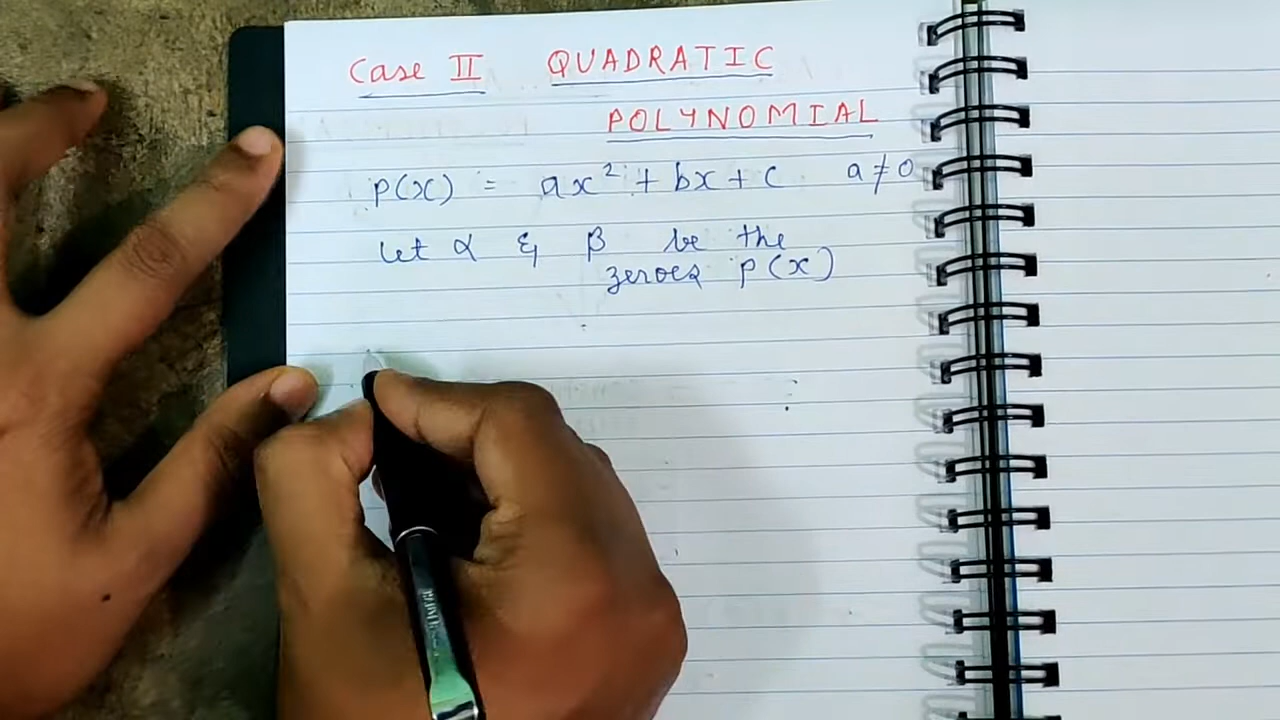 Case II QUADRATIC
POLYNOMIAL
p(x) = ax² + bx + c a ≠ 0
let α & β be the
zeroes p(x)